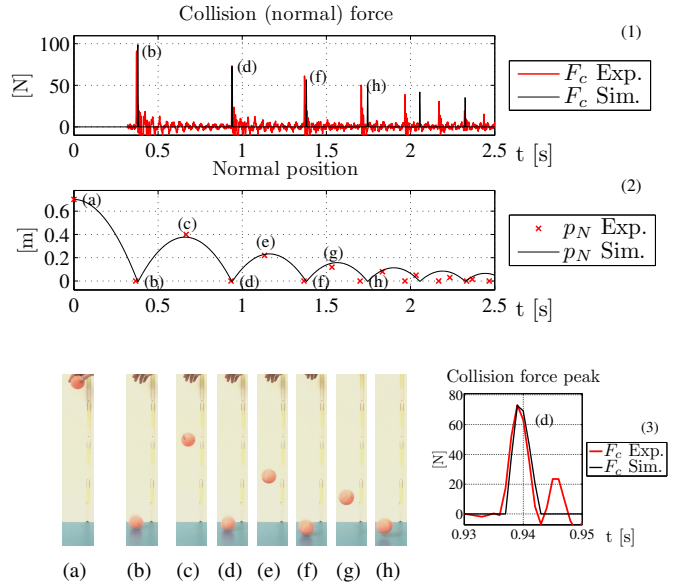 Collision (normal) force
(1)
100
50
0
[N]
(b)
(d)
(f)
(h)
F_c Exp.
F_c Sim.
0 0.5 1 1.5 2 2.5 t [s]
Normal position
(2)
0.6
0.4
0.2
0
[m]
(a)
(c)
(e)
(g)
(b) (d) (f) (h)
p_N Exp.
p_N Sim.
0 0.5 1 1.5 2 2.5
t [s]
Collision force peak
80
60
40
20
0
[N]
(d)
(3)
F_c Exp.
F_c Sim.
0.93 0.94 0.95
t [s]
(a) (b) (c) (d) (e) (f) (g) (h)